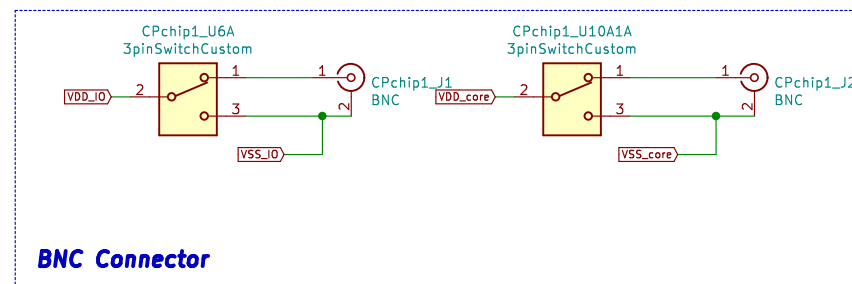 CPchip1_U6A
3pinSwitchCustom
CPchip1_U10A1A
3pinSwitchCustom
1
1
CPchip1_J1
BNC
1
1
CPchip1_J2
BNC
VDD_IO
2
VDD_core
2
3
2
3
2
VSS_IO
VSS_core
BNC Connector